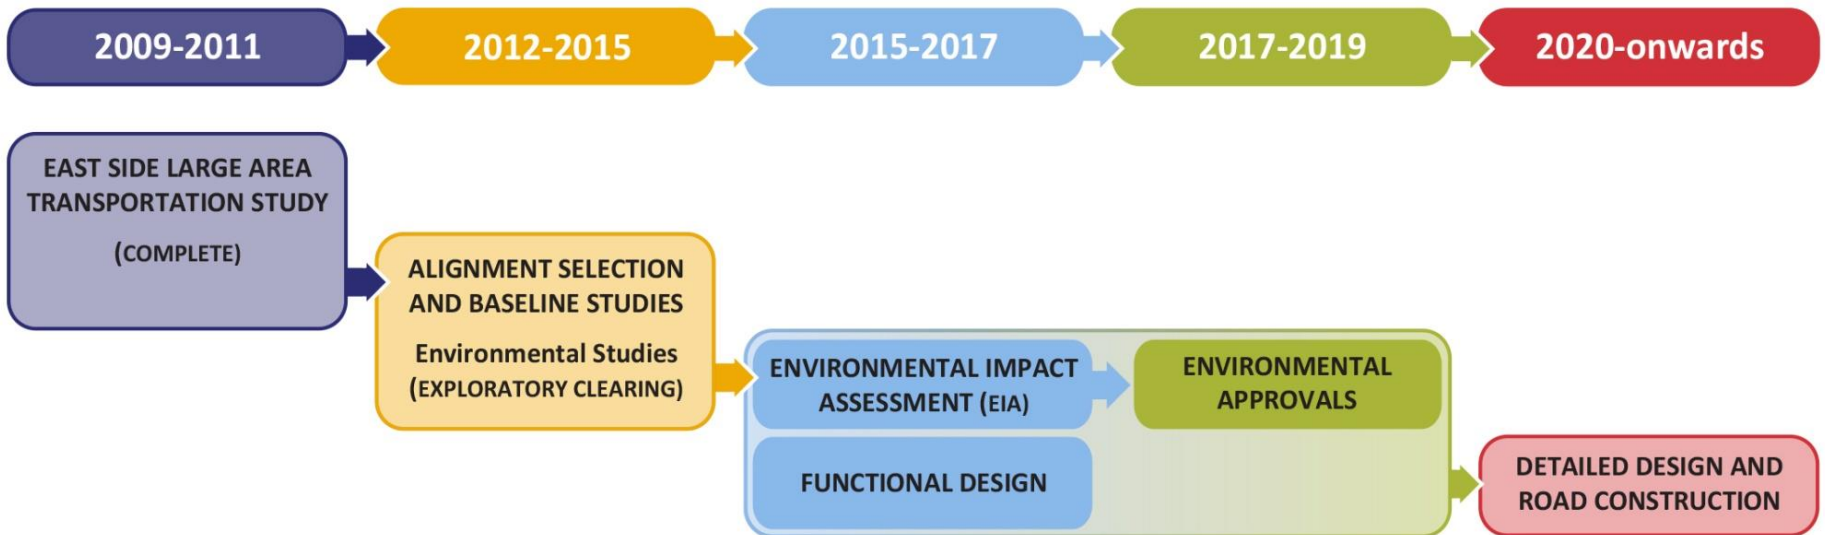 2009-2011
2012-2015
2015-2017
2017-2019
2020-onwards
EAST SIDE LARGE AREA
TRANSPORTATION STUDY
(COMPLETE)
ALIGNMENT SELECTION
AND BASELINE STUDIES
Environmental Studies
(EXPLORATORY CLEARING)
ENVIRONMENTAL IMPACT
ASSESSMENT (EIA)
FUNCTIONAL DESIGN
ENVIRONMENTAL
APPROVALS
DETAILED DESIGN AND
ROAD CONSTRUCTION